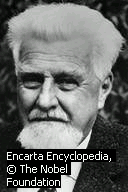 Encarta Encyclopedia,
© The Nobel
Foundation